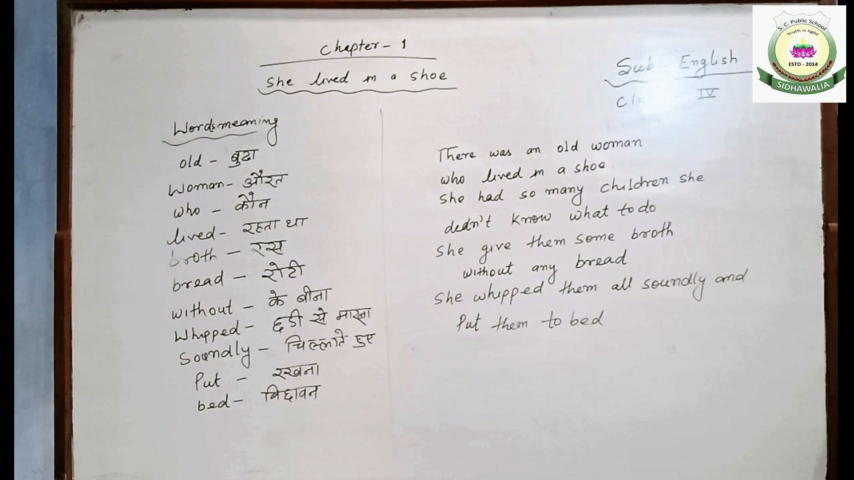 Chapter - 1
She lived in a shoe
Sub - English
IV
Words meaning
old - बुढा
Woman - औरत
who - कौन
lived - रहता था
broth - रस
bread - रोटी
without - के बीना
Whipped - छडी से मारना
Soundly - चिल्लाते हुए
Put - रखना
bed - बिछावन
There was an old woman
who lived in a shoe
She had so many children she
didn't know what to do
She give them some broth
without any bread
She whipped them all soundly and
Put them to bed
S. C. Public School
Truth is light
ESTD - 2014
SIDHAWALIA